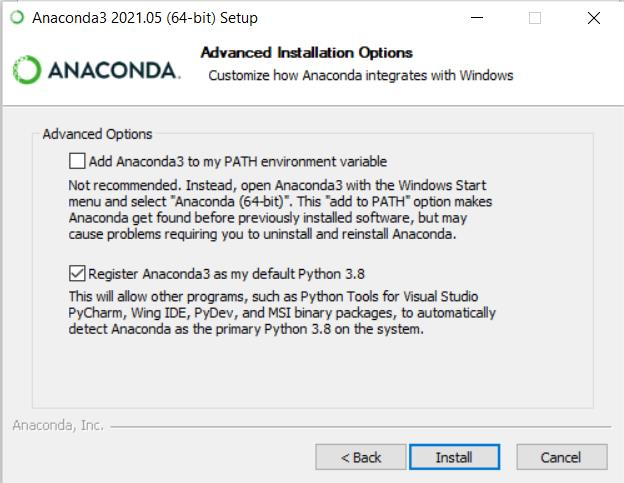 Anaconda3 2021.05 (64-bit) Setup
Advanced Installation Options
ANACONDA.
Customize how Anaconda integrates with Windows
Advanced Options
Add Anaconda3 to my PATH environment variable
Not recommended. Instead, open Anaconda3 with the Windows Start
menu and select "Anaconda (64-bit)". This "add to PATH" option makes
Anaconda get found before previously installed software, but may
cause problems requiring you to uninstall and reinstall Anaconda.
Register Anaconda3 as my default Python 3.8
This will allow other programs, such as Python Tools for Visual Studio
PyCharm, Wing IDE, PyDev, and MSI binary packages, to automatically
detect Anaconda as the primary Python 3.8 on the system.
Anaconda, Inc.
< Back Install Cancel